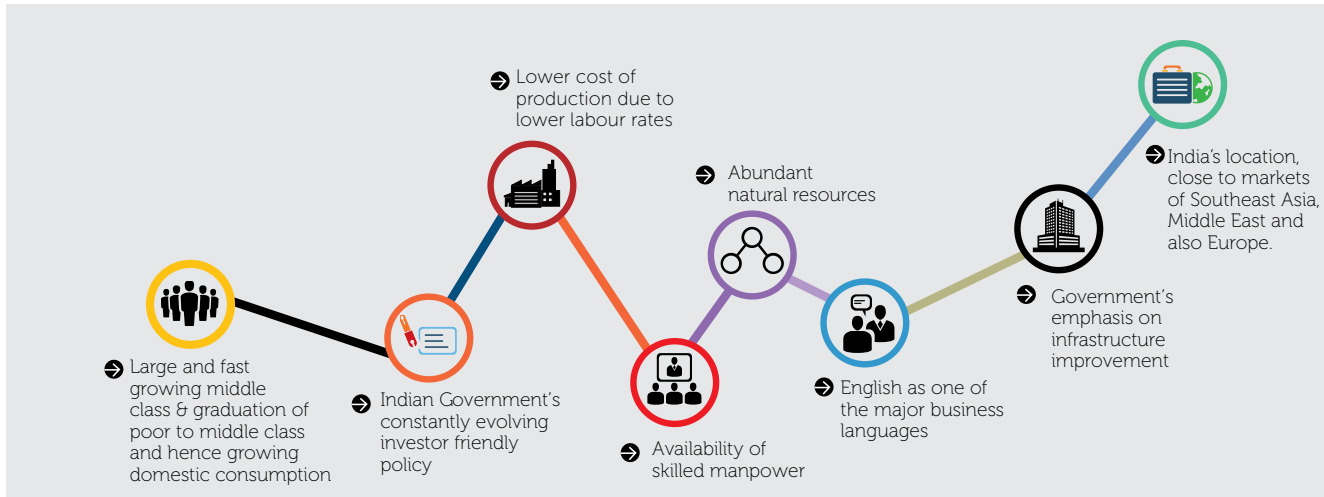 Large and fast
growing middle
class & graduation of
poor to middle class
and hence growing
domestic consumption
Indian Government's
constantly evolving
investor friendly
policy
Lower cost of
production due to
lower labour rates
Availability of
skilled manpower
Abundant
natural resources
English as one of
the major business
languages
Government's
emphasis on
infrastructure
improvement
India's location,
close to markets
of Southeast Asia,
Middle East and
also Europe.